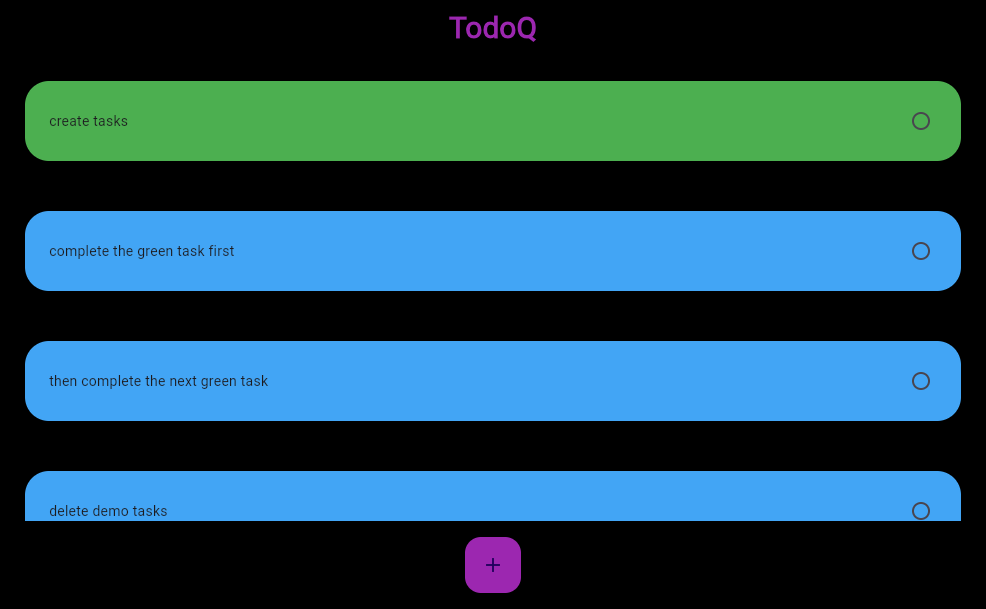 TodoQ
create tasks
complete the green task first
then complete the next green task
delete demo tasks
+